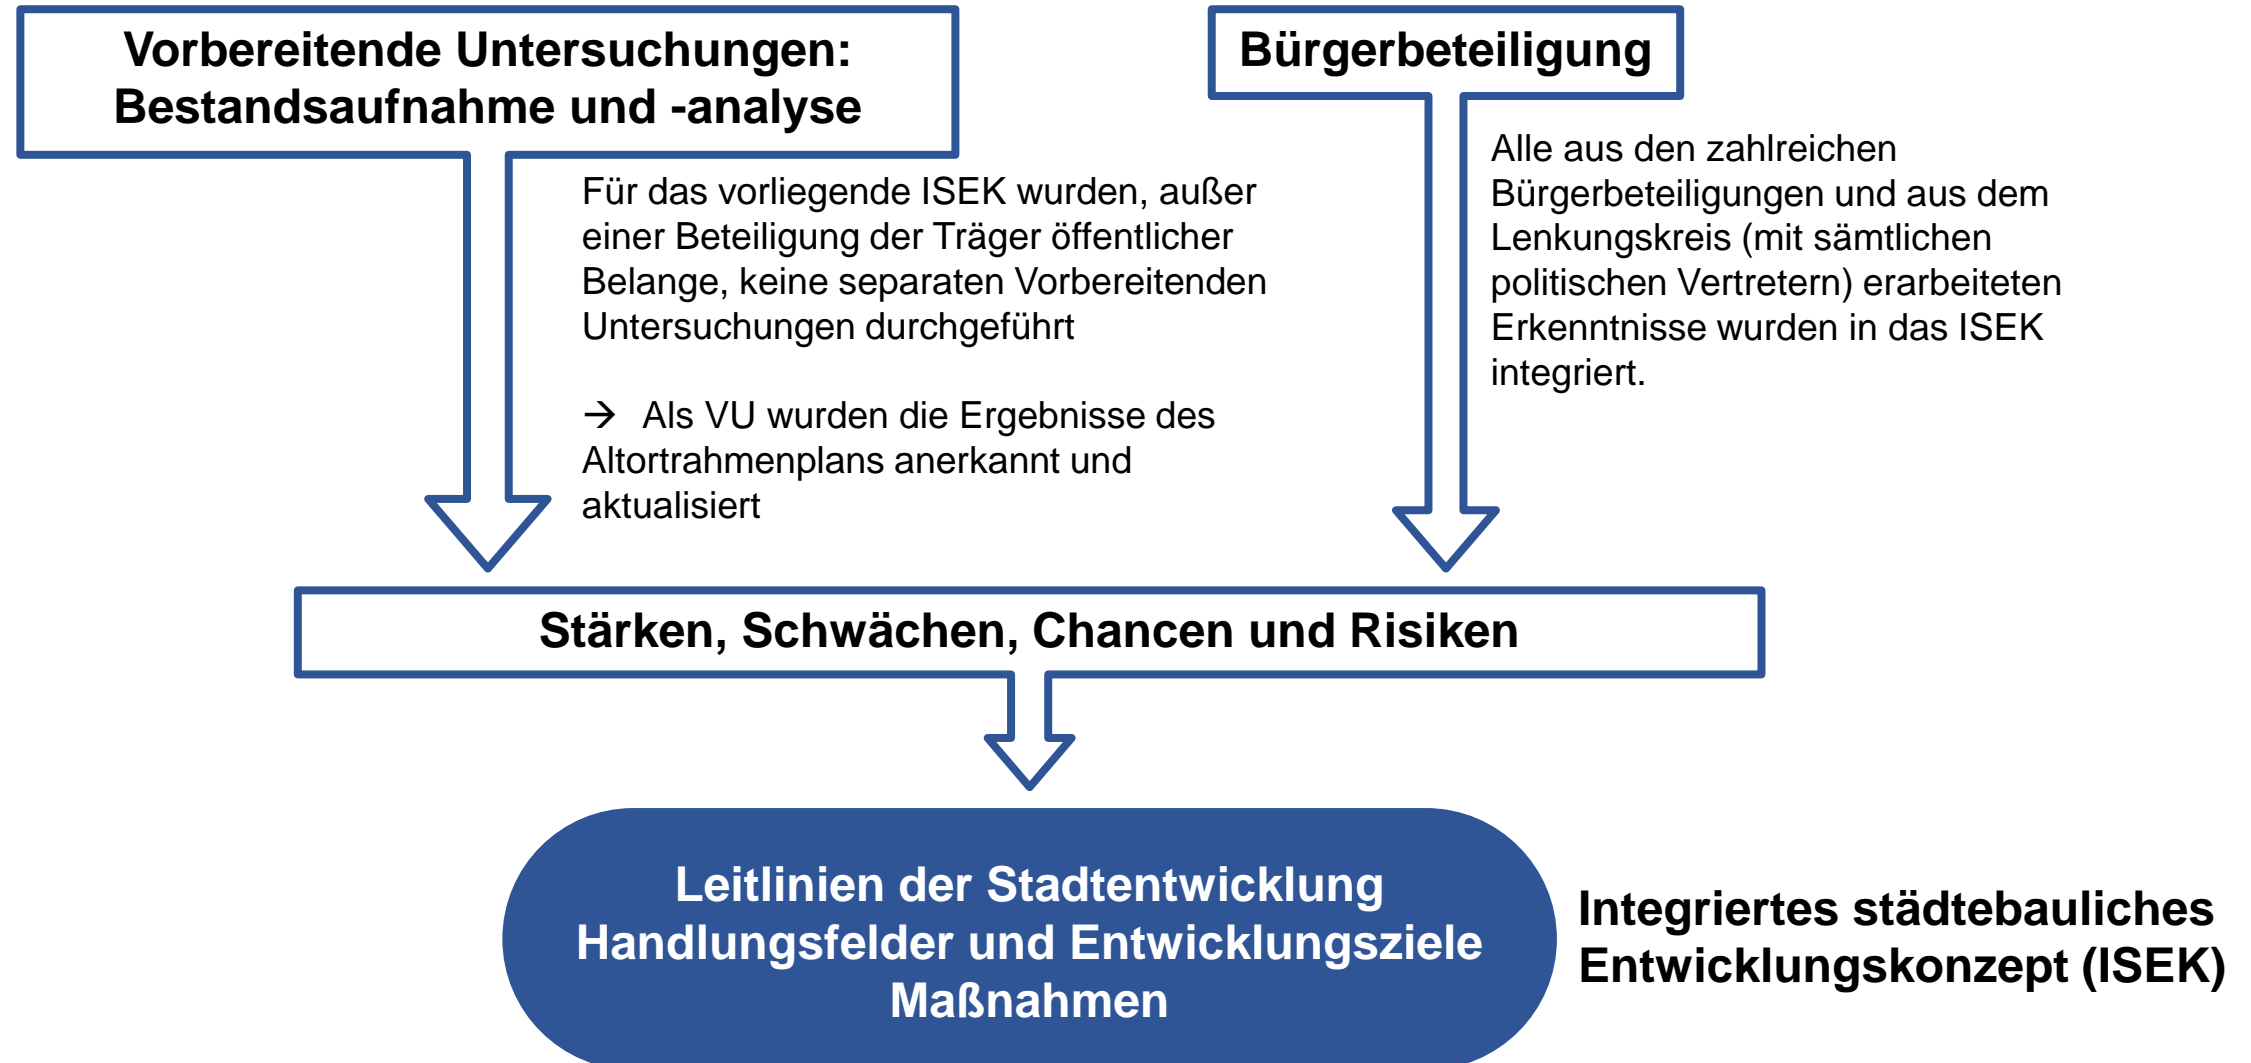 Vorbereitende Untersuchungen:
Bestandsaufnahme und -analyse
Für das vorliegende ISEK wurden, außer
einer Beteiligung der Träger öffentlicher
Belange, keine separaten Vorbereitenden
Untersuchungen durchgeführt
→ Als VU wurden die Ergebnisse des
Altortrahmenplans anerkannt und
aktualisiert
Bürgerbeteiligung
Alle aus den zahlreichen
Bürgerbeteiligungen und aus dem
Lenkungskreis (mit sämtlichen
politischen Vertretern) erarbeiteten
Erkenntnisse wurden in das ISEK
integriert.
Stärken, Schwächen, Chancen und Risiken
Leitlinien der Stadtentwicklung
Handlungsfelder und Entwicklungsziele
Maßnahmen
Integriertes städtebauliches
Entwicklungskonzept (ISEK)